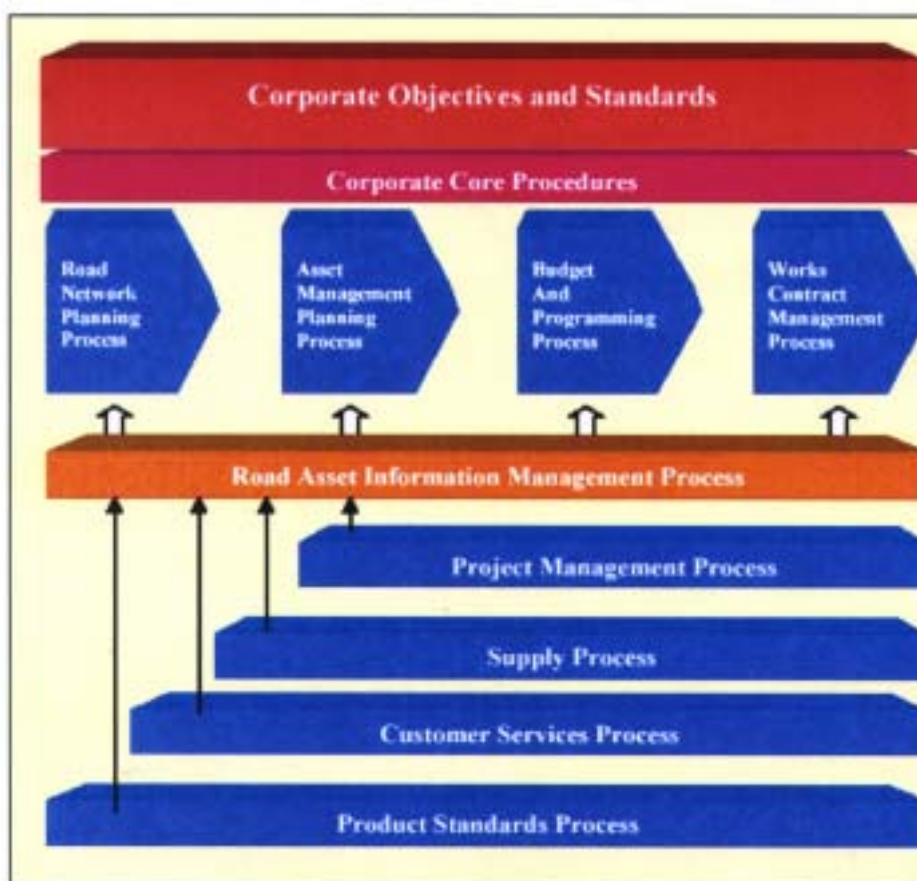 Corporate Objectives and Standards
Corporate Core Procedures
Road
Network
Planning
Process
Asset
Management
Planning
Process
Budget
And
Programming
Process
Works
Contract
Management
Process
Road Asset Information Management Process
Project Management Process
Supply Process
Customer Services Process
Product Standards Process